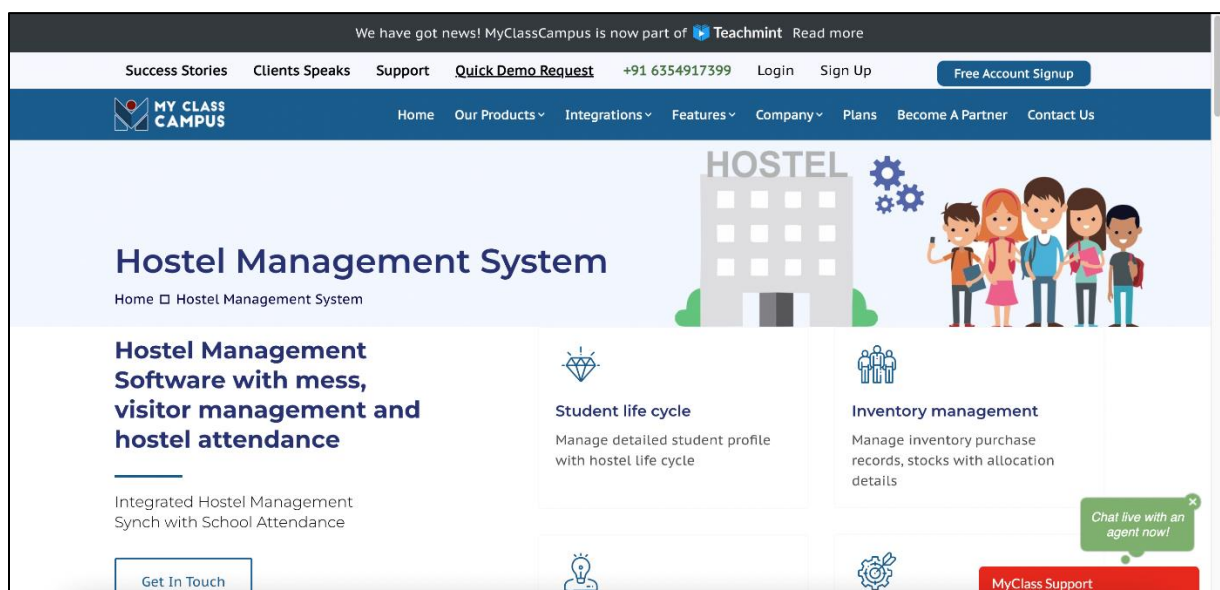 We have got news! MyClassCampus is now part of Teachmint Read more
Success Stories Clients Speaks Support Quick Demo Request +91 6354917399 Login Sign Up Free Account Signup
MY CLASS
CAMPUS
Home Our Products Integrations Features Company Plans Become A Partner Contact Us
HOSTEL
Hostel Management System
Home □ Hostel Management System
Hostel Management
Software with mess,
visitor management and
hostel attendance
Integrated Hostel Management
Synch with School Attendance
Get In Touch
Student life cycle
Manage detailed student profile
with hostel life cycle
Inventory management
Manage inventory purchase
records, stocks with allocation
details
Chat live with an
agent now!
MyClass Support